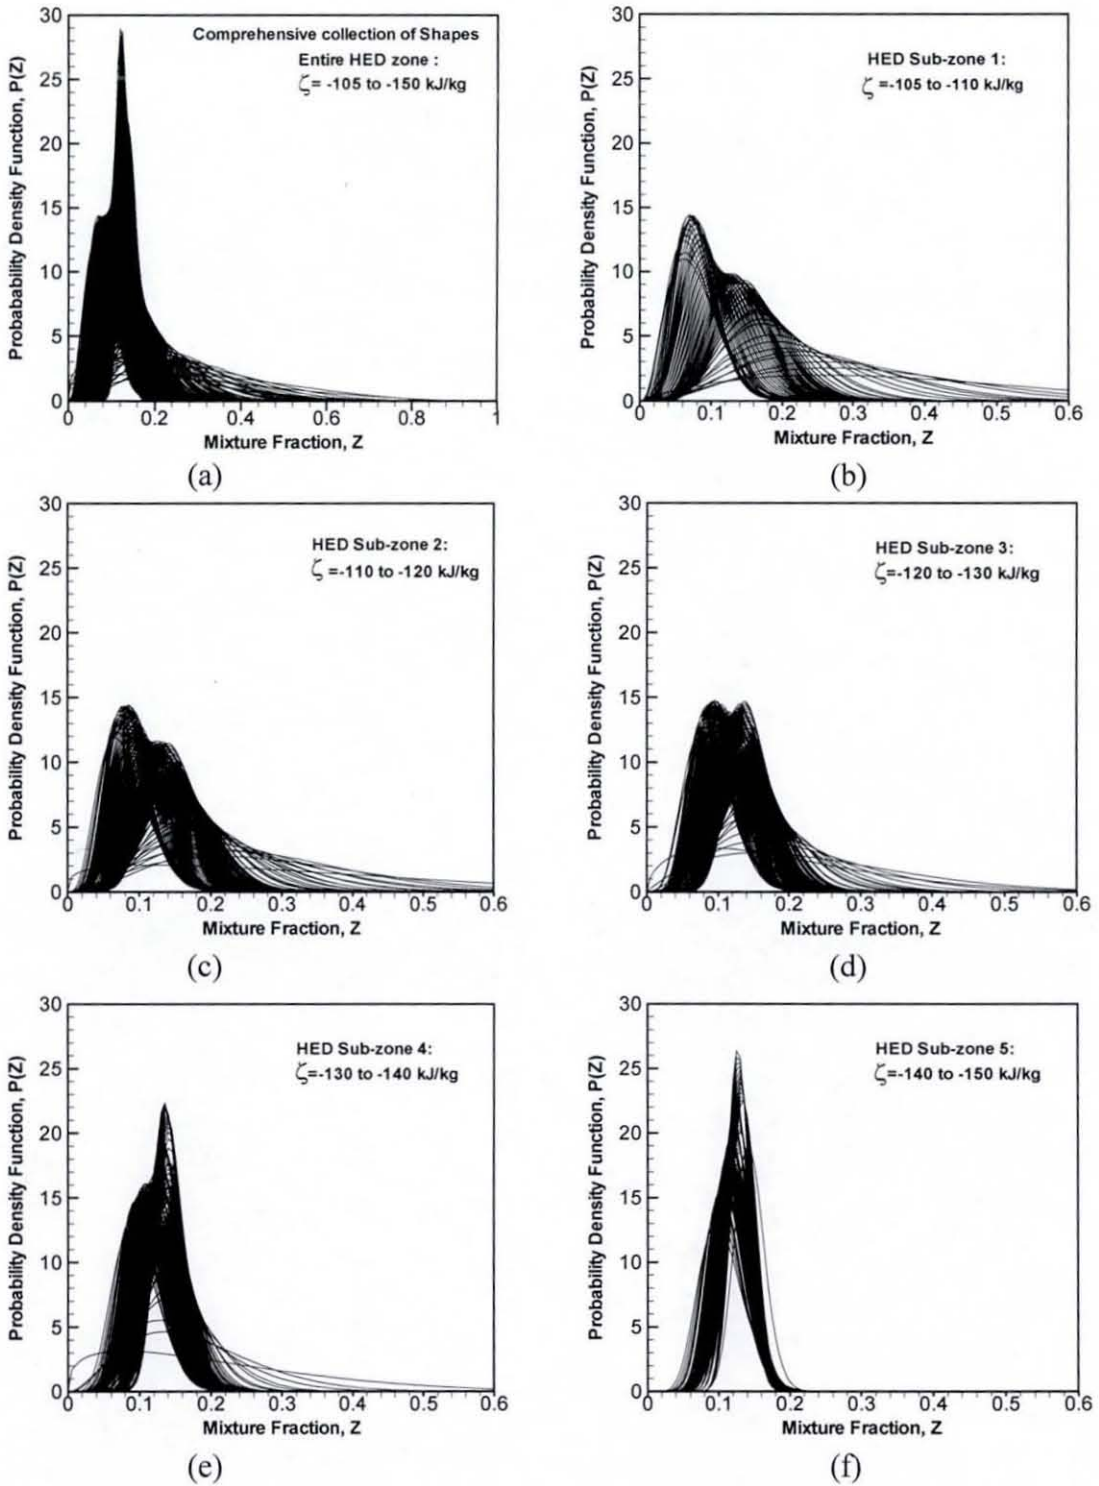 Comprehensive collection of Shapes
Entire HED zone :
ζ= -105 to -150 kJ/kg
Probabability Density Function, P(Z)
30
25
20
15
10
5
0
0 0.2 0.4 0.6 0.8 1
Mixture Fraction, Z
(a)
HED Sub-zone 1:
ζ =-105 to -110 kJ/kg
Probability Density Function, P(Z)
30
25
20
15
10
5
0
0 0.1 0.2 0.3 0.4 0.5 0.6
Mixture Fraction, Z
(b)
HED Sub-zone 2:
ζ =-110 to -120 kJ/kg
Probability Density Function, P(Z)
30
25
20
15
10
5
0
0 0.1 0.2 0.3 0.4 0.5 0.6
Mixture Fraction, Z
(c)
HED Sub-zone 3:
ζ=-120 to -130 kJ/kg
Probability Density Function, P(Z)
30
25
20
15
10
5
0
0 0.1 0.2 0.3 0.4 0.5 0.6
Mixture Fraction, Z
(d)
HED Sub-zone 4:
ζ=-130 to -140 kJ/kg
Probability Density Function, P(Z)
30
25
20
15
10
5
0
0 0.1 0.2 0.3 0.4 0.5 0.6
Mixture Fraction, Z
(e)
HED Sub-zone 5:
ζ=-140 to -150 kJ/kg
Probability Density Function, P(Z)
30
25
20
15
10
5
0
0 0.1 0.2 0.3 0.4 0.5 0.6
Mixture Fraction, Z
(f)